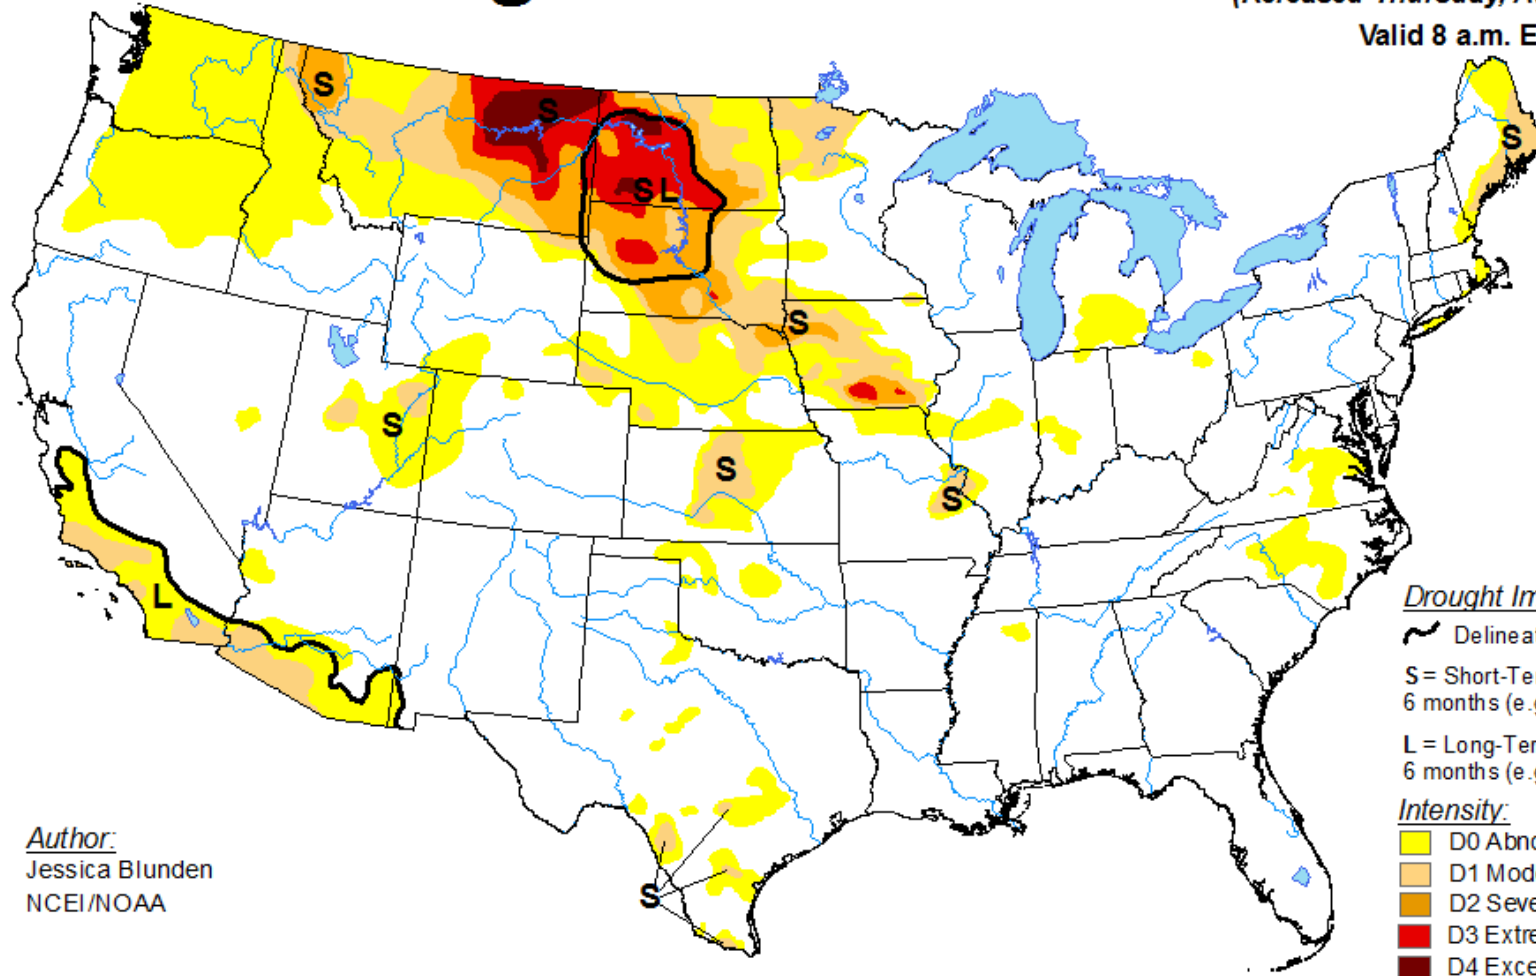 Valid 8 a.m. E
S
S
S
S L
S
S
S
S
S
L
S
Author:
Jessica Blunden
NCEI/NOAA
Drought Im
Delinea
S = Short-Te
6 months (e.g
L = Long-Ter
6 months (e.g
Intensity:
D0 Abno
D1 Mode
D2 Seve
D3 Extre
D4 Exce